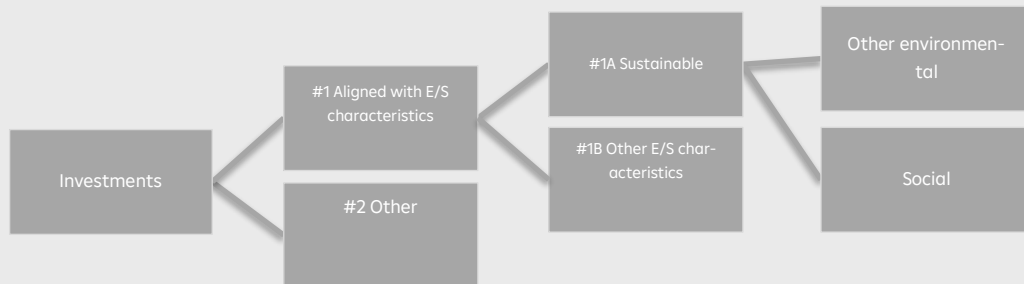 Investments
#1 Aligned with E/S
characteristics
#2 Other
#1A Sustainable
#1B Other E/S char-
acteristics
Other environmen-
tal
Social